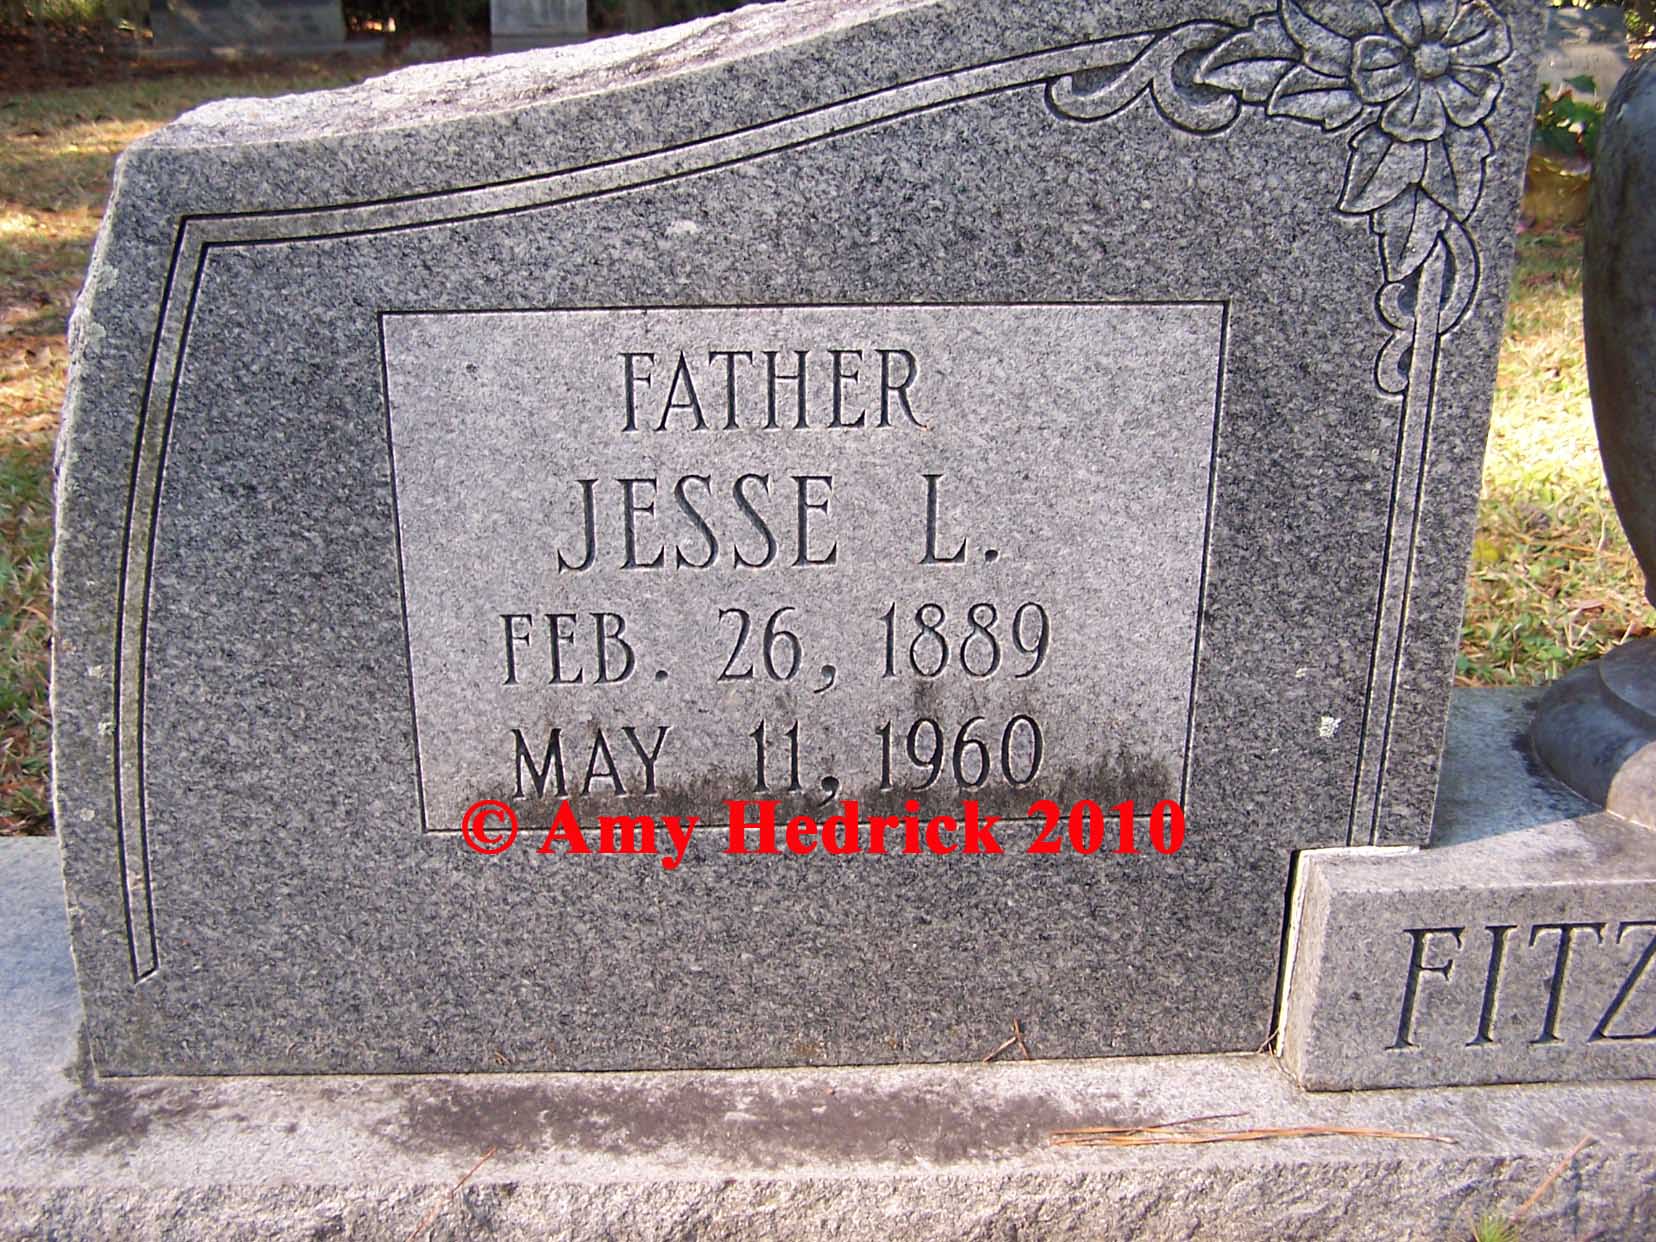 FATHER
JESSE L.
FEB. 26, 1889
MAY 11, 1960
© Amy Hedrick 2010
FITZ